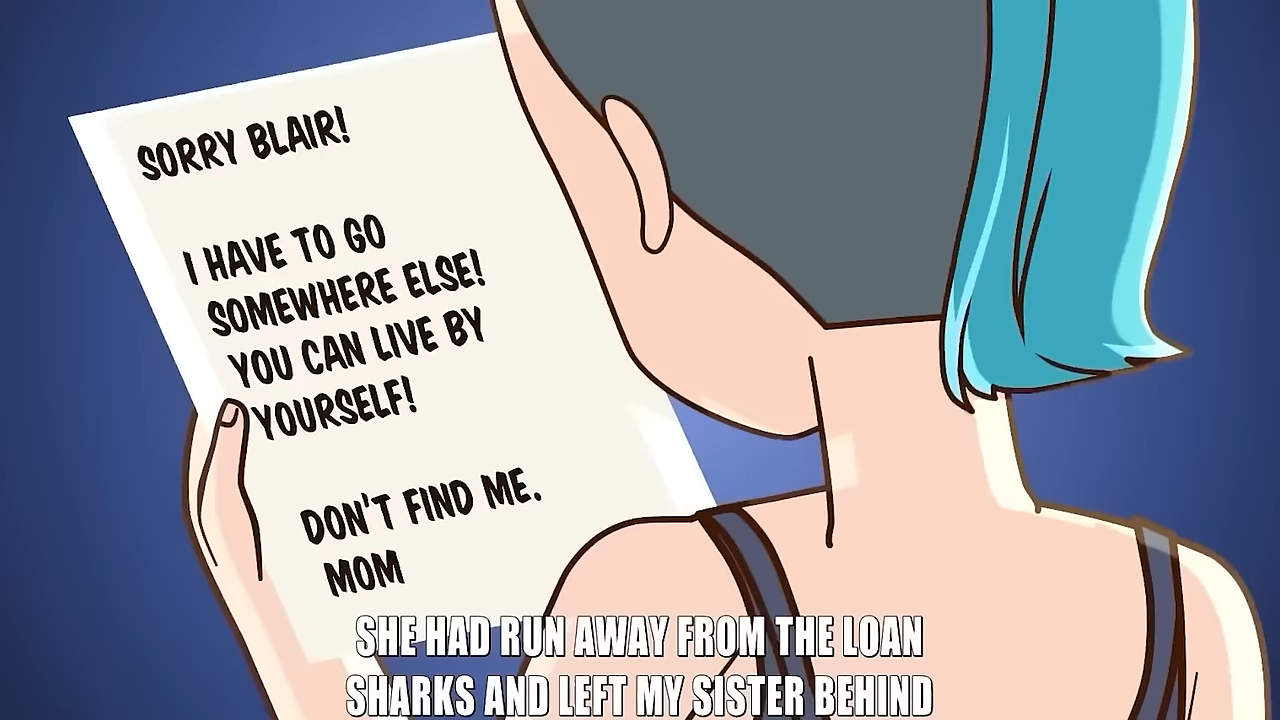 SORRY BLAIR!
I HAVE TO GO
SOMEWHERE ELSE!
YOU CAN LIVE BY
YOURSELF!
DON'T FIND ME.
MOM
SHE HAD RUN AWAY FROM THE LOAN
SHARKS AND LEFT MY SISTER BEHIND